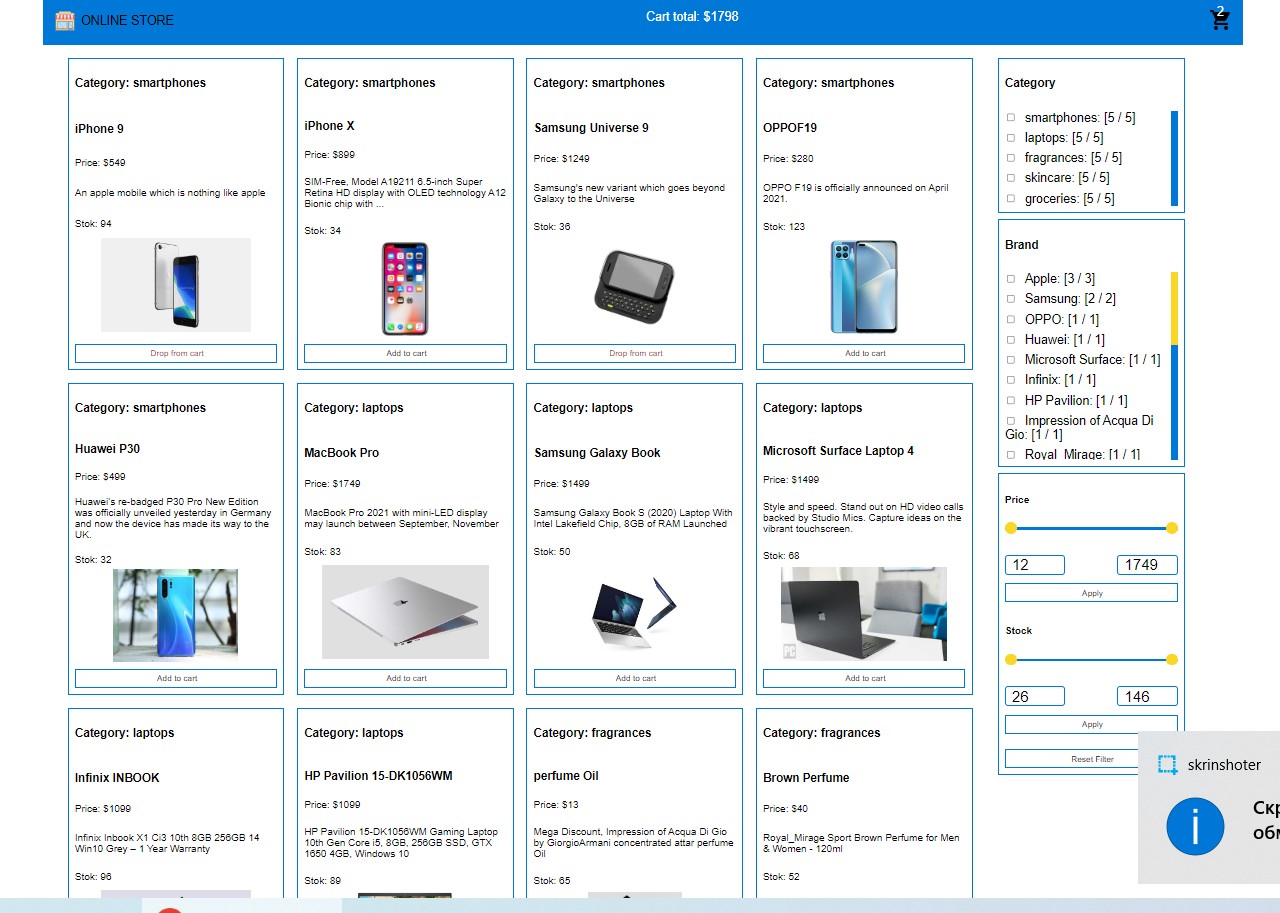 ONLINE STORE
Cart total: $1798
2
Category: smartphones
iPhone 9
Price: $549
An apple mobile which is nothing like apple
Stok: 94
Drop from cart
Category: smartphones
iPhone X
Price: $899
SIM-Free, Model A19211 6.5-inch Super
Retina HD display with OLED technology A12
Bionic chip with ...
Stok: 34
Add to cart
Category: smartphones
Samsung Universe 9
Price: $1249
Samsung's new variant which goes beyond
Galaxy to the Universe
Stok: 36
Drop from cart
Category: smartphones
OPPOF19
Price: $280
OPPO F19 is officially announced on April
2021.
Stok: 123
Add to cart
Category: smartphones
Huawei P30
Price: $499
Huawei's re-badged P30 Pro New Edition
was officially unveiled yesterday in Germany
and now the device has made its way to the
UK.
Stok: 32
Add to cart
Category: laptops
MacBook Pro
Price: $1749
MacBook Pro 2021 with mini-LED display
may launch between September, November
Stok: 83
Add to cart
Category: laptops
Samsung Galaxy Book
Price: $1499
Samsung Galaxy Book S (2020) Laptop With
Intel Lakefield Chip, 8GB of RAM Launched
Stok: 50
Add to cart
Category: laptops
Microsoft Surface Laptop 4
Price: $1499
Style and speed. Stand out on HD video calls
backed by Studio Mics. Capture ideas on the
vibrant touchscreen.
Stok: 68
PC
Add to cart
Category: laptops
Infinix INBOOK
Price: $1099
Infinix Inbook X1 Ci3 10th 8GB 256GB 14
Win10 Grey – 1 Year Warranty
Stok: 96
Category: laptops
HP Pavilion 15-DK1056WM
Price: $1099
HP Pavilion 15-DK1056WM Gaming Laptop
10th Gen Core i5, 8GB, 256GB SSD, GTX
1650 4GB, Windows 10
Stok: 89
Category: fragrances
perfume Oil
Price: $13
Mega Discount, Impression of Acqua Di Gio
by GiorgioArmani concentrated attar perfume
Oil
Stok: 65
Category: fragrances
Brown Perfume
Price: $40
Royal_Mirage Sport Brown Perfume for Men
& Women - 120ml
Stok: 52
Category
smartphones: [5 / 5]
laptops: [5 / 5]
fragrances: [5 / 5]
skincare: [5 / 5]
groceries: [5 / 5]
Brand
Apple: [3 / 3]
Samsung: [2 / 2]
OPPO: [1 / 1]
Huawei: [1 / 1]
Microsoft Surface: [1 / 1]
Infinix: [1 / 1]
HP Pavilion: [1 / 1]
Impression of Acqua Di
Gio: [1 / 1]
Royal_Mirage: [1 / 1]
Price
12 1749
Apply
Stock
26 146
Apply
Reset Filter
skrinshoter
Скр
обм